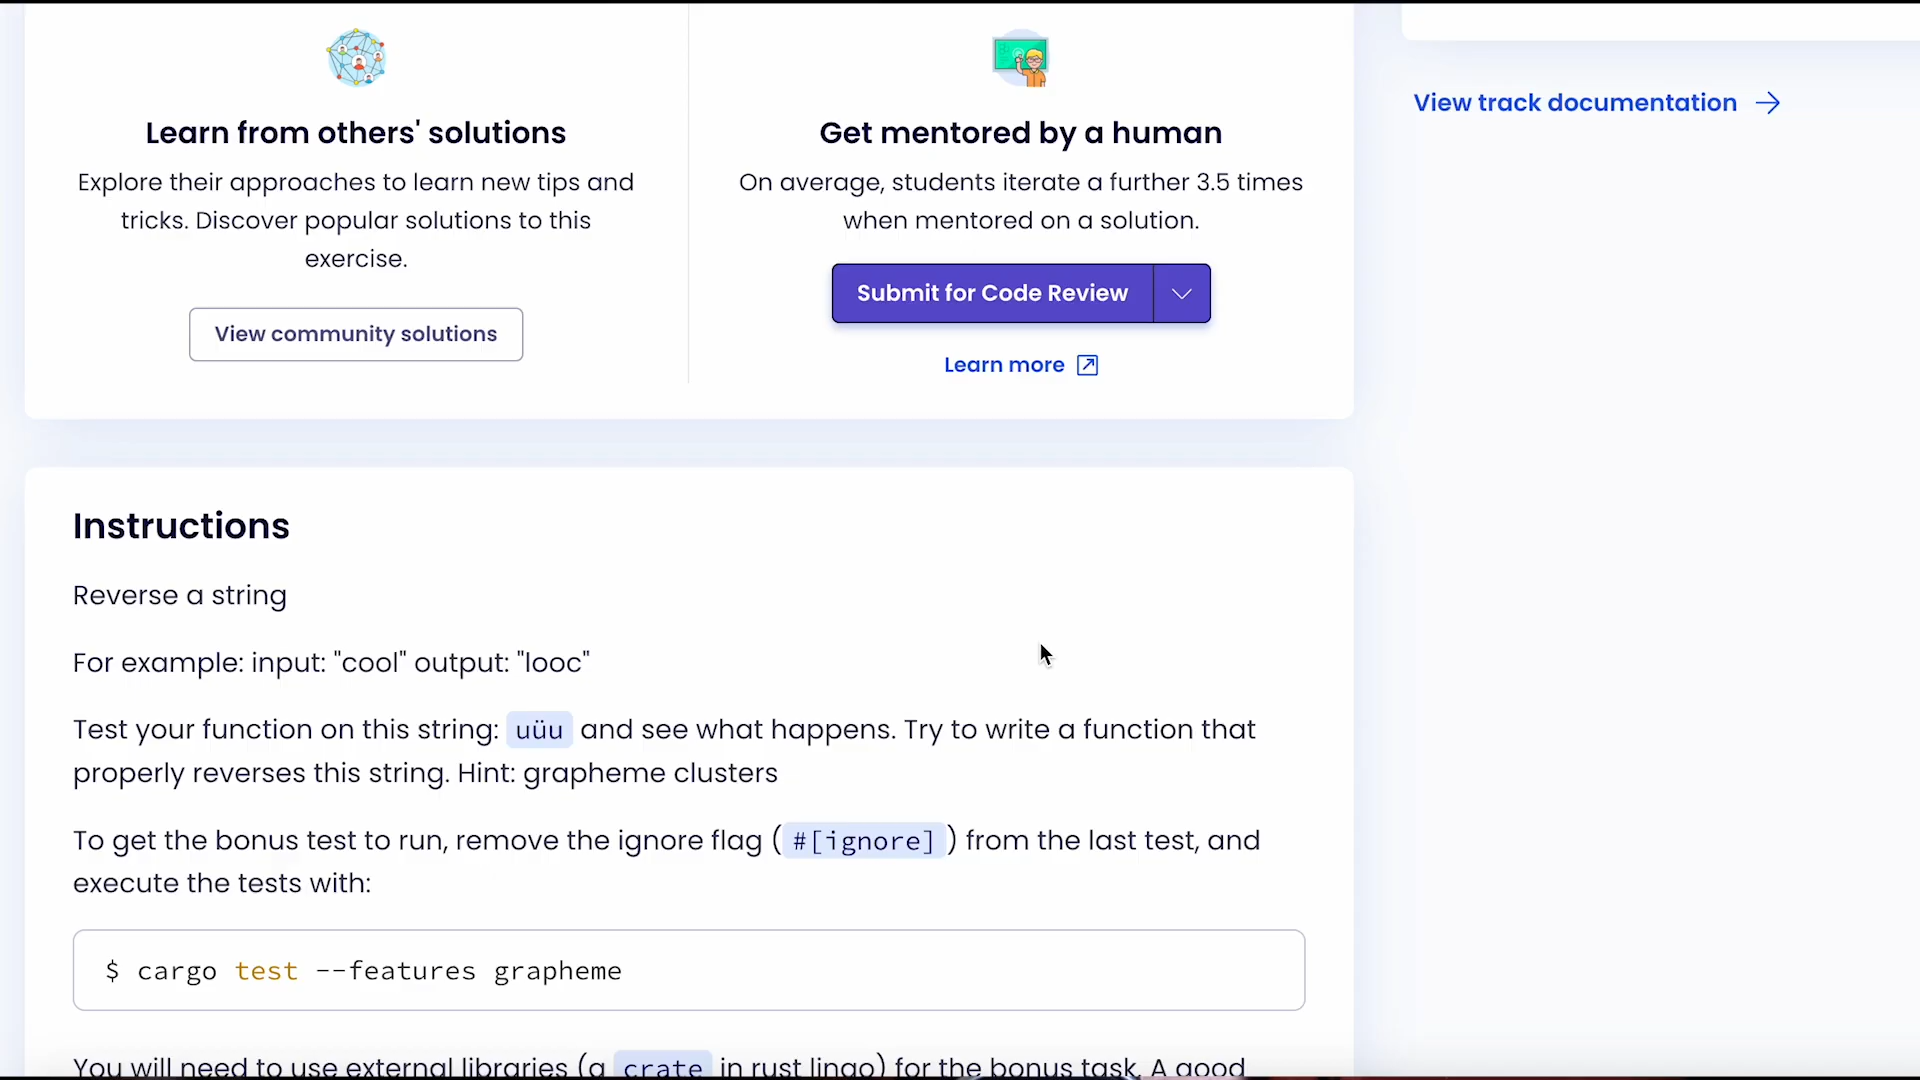 Learn from others' solutions
Explore their approaches to learn new tips and
tricks. Discover popular solutions to this
exercise.
View community solutions
Get mentored by a human
On average, students iterate a further 3.5 times
when mentored on a solution.
Submit for Code Review
Learn more
View track documentation
Instructions
Reverse a string
For example: input: "cool" output: "looc"
Test your function on this string: uüu and see what happens. Try to write a function that
properly reverses this string. Hint: grapheme clusters
To get the bonus test to run, remove the ignore flag (#[ignore]) from the last test, and
execute the tests with:
$ cargo test --features grapheme
You will need to use external libraries (a crate in rust lingo) for the bonus task. A good